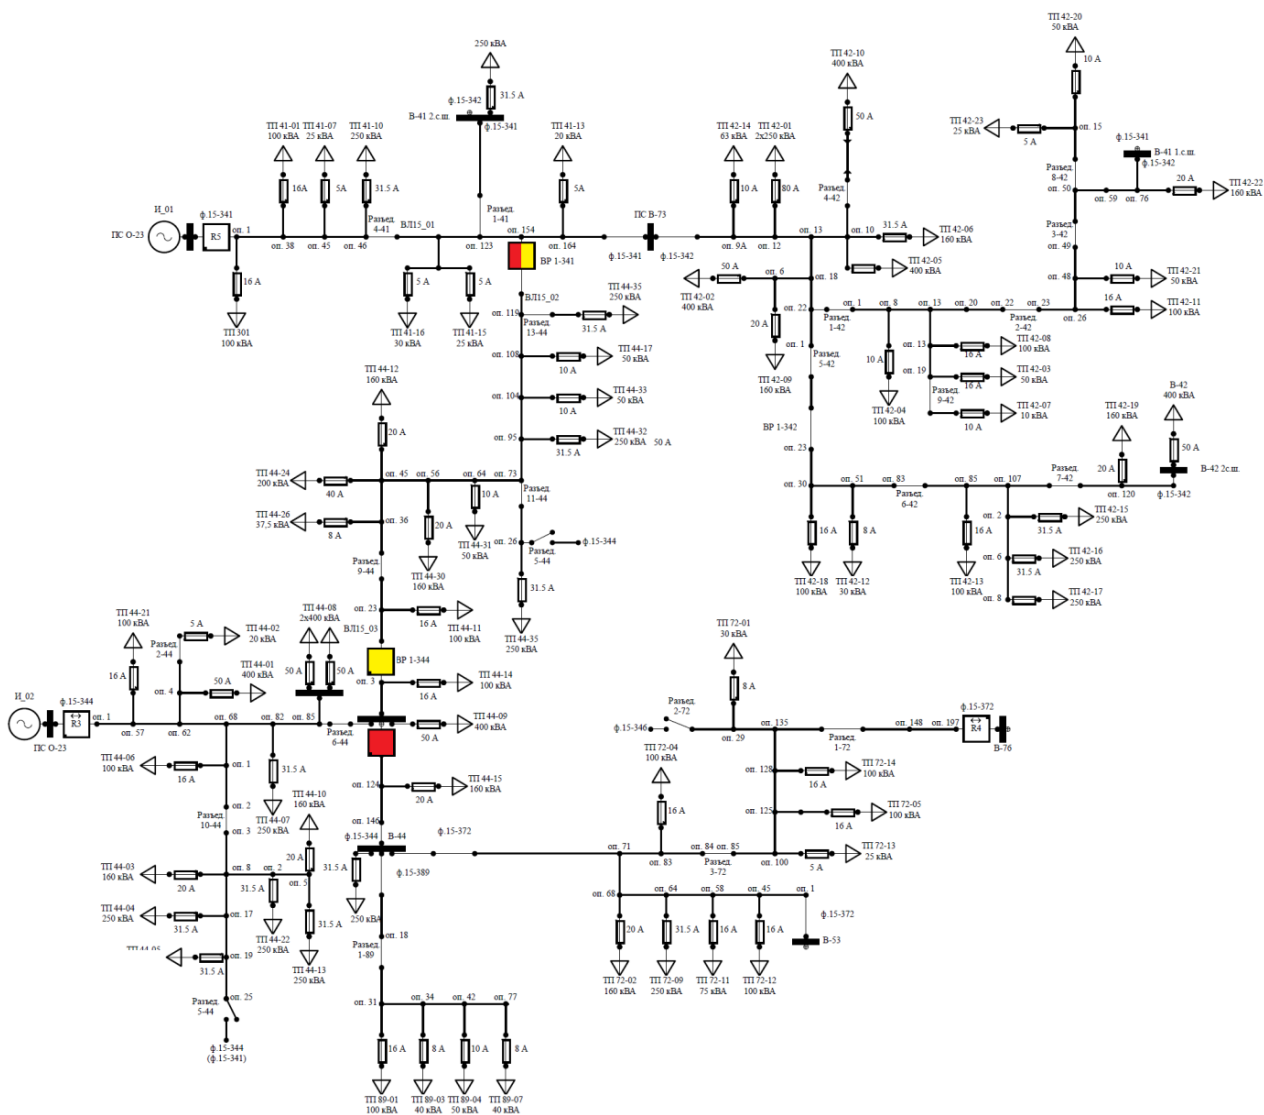 ТП 42-20
50 кВА
10 А
250 кВА
31.5 А
ф.15-342
В-41 2.с.ш.
ф.15-341
ТП 42-10
400 кВА
50 А
ТП 42-23
25 кВА
5 А
оп. 15
ф.15-341
В-41 1.с.ш
ф.15-342
Разъед.
8-42
оп. 50
оп. 59
оп. 76
20 А
ТП 42-22
160 кВА
ТП 41-01
100 кВА
ТП 41-07
25 кВА
ТП 41-10
250 кВА
16А
5А
31.5 А
ТП 41-13
20 кВА
5А
ТП 42-14
63 кВА
ТП 42-01
2х250 кВА
10 А
80 А
Разъед.
4-42
Разъед.
3-42
И_01
ПС О-23
ф.15-341
R5
оп. 1
оп. 38
оп. 45
оп. 46
Разъед.
4-41
ВЛ15_01
Разъед.
1-41
оп. 123
оп. 154
оп. 164
ВР 1-341
ф.15-341
ПС В-73
ф.15-342
оп. 9А
оп. 12
оп. 13
оп. 10
31.5 А
ТП 42-06
160 кВА
ТП 42-05
400 кВА
оп. 49
оп. 48
10 А
ТП 42-21
50 кВА
16 А
ТП 42-11
100 кВА
оп. 26
16 А
ТП 301
100 кВА
5 А
5 А
ТП 41-16
30 кВА
ТП 41-15
25 кВА
ВЛ15_02
оп. 119
Разъед.
13-44
ТП 44-35
250 кВА
31.5 А
50 А
ТП 42-02
400 кВА
оп. 6
20 А
ТП 42-09
160 кВА
оп. 18
оп. 22
оп. 1
Разъед.
1-42
оп. 8
оп. 13
оп. 20
оп. 22
оп. 23
Разъед.
2-42
оп. 1
Разъед.
5-42
10 А
ТП 42-04
100 кВА
оп. 13
16 А
ТП 42-08
100 кВА
оп. 19
16 А
ТП 42-03
50 кВА
Разъед.
9-42
10 А
ТП 42-07
10 кВА
оп. 108
10 А
ТП 44-17
50 кВА
оп. 104
10 А
ТП 44-33
50 кВА
оп. 95
31.5 А
ТП 44-32
250 кВА
50 А
ТП 44-12
160 кВА
20 А
ТП 44-24
200 кВА
40 А
оп. 45
оп. 56
оп. 64
оп. 73
Разъед.
11-44
ТП 44-26
37,5 кВА
8 А
оп. 36
20 А
10 А
ТП 44-31
50 кВА
ТП 44-30
160 кВА
Разъед.
9-44
оп. 26
Разъед.
5-44
ф.15-344
31.5 А
ТП 44-35
250 кВА
ВР 1-342
оп. 23
оп. 30
оп. 51
оп. 83
Разъед.
6-42
оп. 85
оп. 107
Разъед.
7-42
ТП 42-19
160 кВА
20 А
оп. 120
В-42
400 кВА
50 А
В-42 2с.ш.
ф.15-342
16 А
ТП 42-18
100 кВА
8 А
ТП 42-12
30 кВА
16 А
ТП 42-13
100 кВА
оп. 2
31.5 А
ТП 42-15
250 кВА
оп. 6
31.5 А
ТП 42-16
250 кВА
оп. 8
31.5 А
ТП 42-17
250 кВА
оп. 23
16 А
ТП 44-11
100 кВА
ВЛ15_03
ВР 1-344
оп. 3
16 А
ТП 44-14
100 кВА
50 А
ТП 44-09
400 кВА
ТП 44-21
100 кВА
16 А
5 А
ТП 44-02
20 кВА
Разъед.
2-44
оп. 4
ТП 44-01
400 кВА
50 А
ТП 44-08
2х400 кВА
50 А
50 А
И_02
ПС О-23
ф.15-344
R3
оп. 1
оп. 57
оп. 62
оп. 68
оп. 82
оп. 85
Разъед.
6-44
ТП 44-06
100 кВА
16 А
оп. 1
31.5 А
ТП 44-07
250 кВА
оп. 2
Разъед.
10-44
оп. 3
ТП 44-10
160 кВА
20 А
ТП 44-03
160 кВА
20 А
оп. 8
оп. 2
оп. 5
31.5 А
ТП 44-22
250 кВА
31.5 А
ТП 44-13
250 кВА
ТП 44-04
250 кВА
31.5 А
оп. 17
31.5 А
оп. 19
оп. 25
Разъед.
5-44
ф.15-344
(ф.15-341)
оп. 124
20 А
ТП 44-15
160 кВА
оп. 146
ф.15-344
В-44
ф.15-372
31.5 А
250 кВА
ф.15-389
оп. 18
Разъед.
1-89
оп. 31
оп. 34
оп. 42
оп. 77
16 А
8 А
10 А
8 А
ТП 89-01
100 кВА
ТП 89-03
40 кВА
ТП 89-04
50 кВА
ТП 89-07
40 кВА
ТП 72-01
30 кВА
8 А
Разъед.
2-72
ф.15-346
оп. 29
оп. 135
Разъед.
1-72
оп. 148
оп. 197
ф.15-372
R4
В-76
ТП 72-04
100 кВА
16 А
оп. 128
16 А
ТП 72-14
100 кВА
оп. 125
16 А
ТП 72-05
100 кВА
оп. 71
оп. 83
оп. 84
оп. 85
Разъед.
3-72
оп. 100
5 А
ТП 72-13
25 кВА
оп. 68
оп. 64
оп. 58
оп. 45
оп. 1
ф.15-372
В-53
20 А
31.5 А
16 А
16 А
ТП 72-02
160 кВА
ТП 72-09
250 кВА
ТП 72-11
75 кВА
ТП 72-12
100 кВА